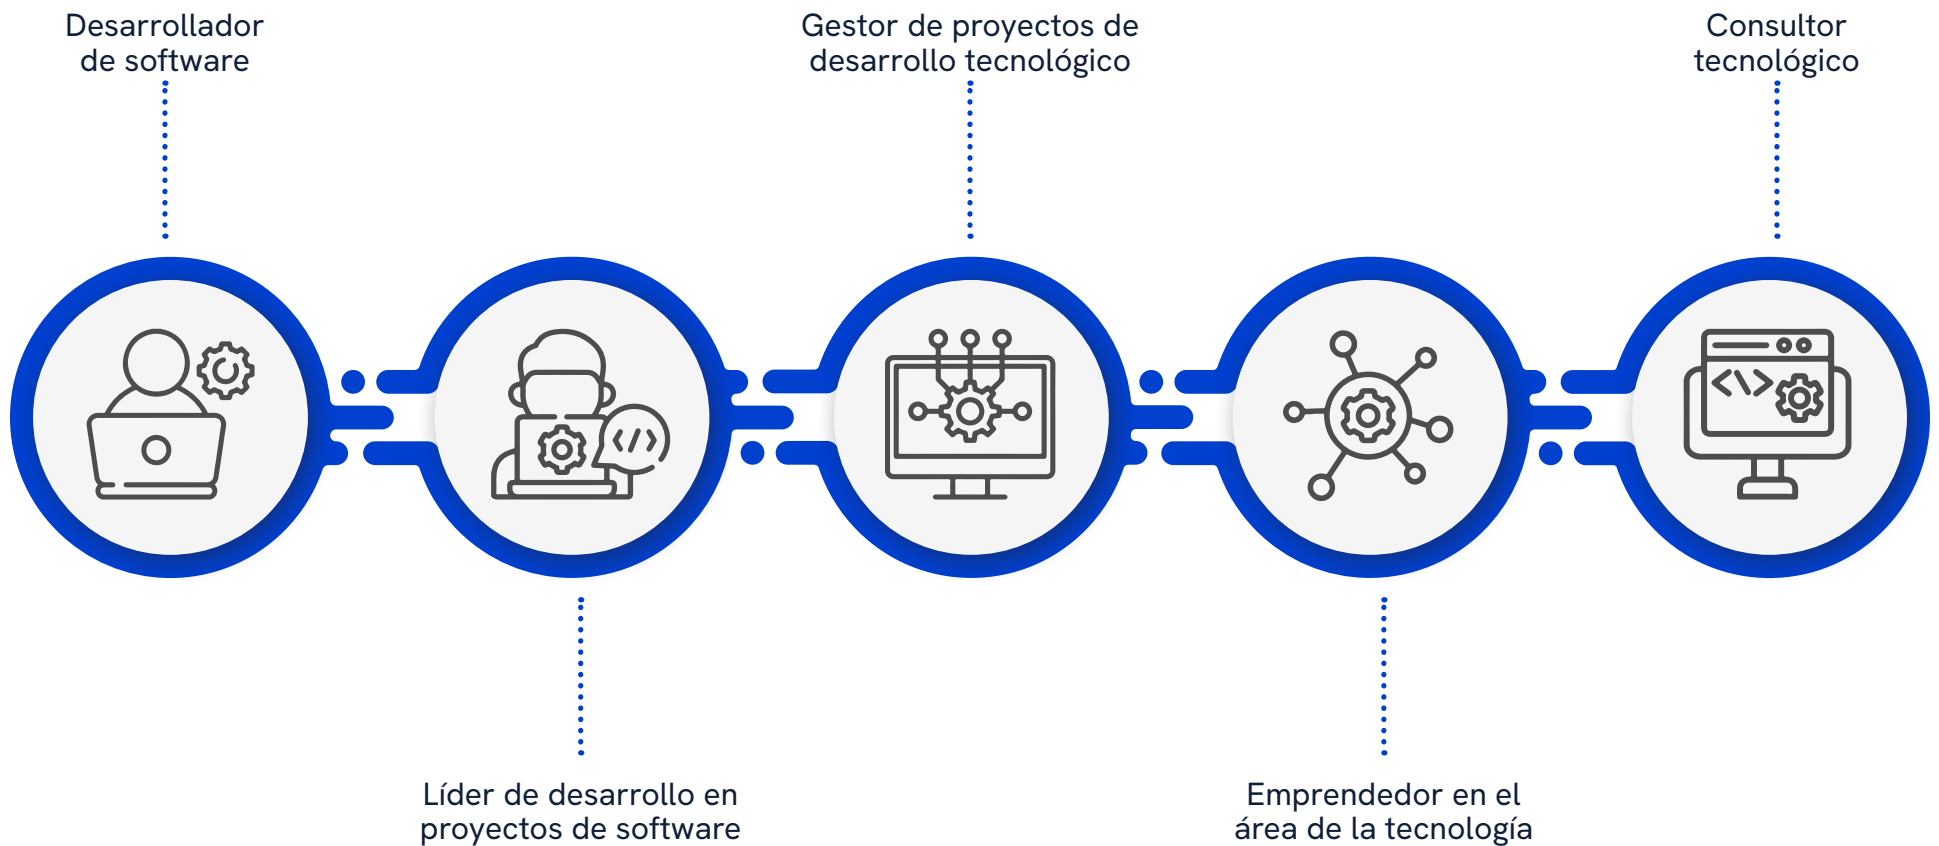 Desarrollador
de software
Gestor de proyectos de
desarrollo tecnológico
Consultor
tecnológico
Líder de desarrollo en
proyectos de software
Emprendedor en el
área de la tecnología